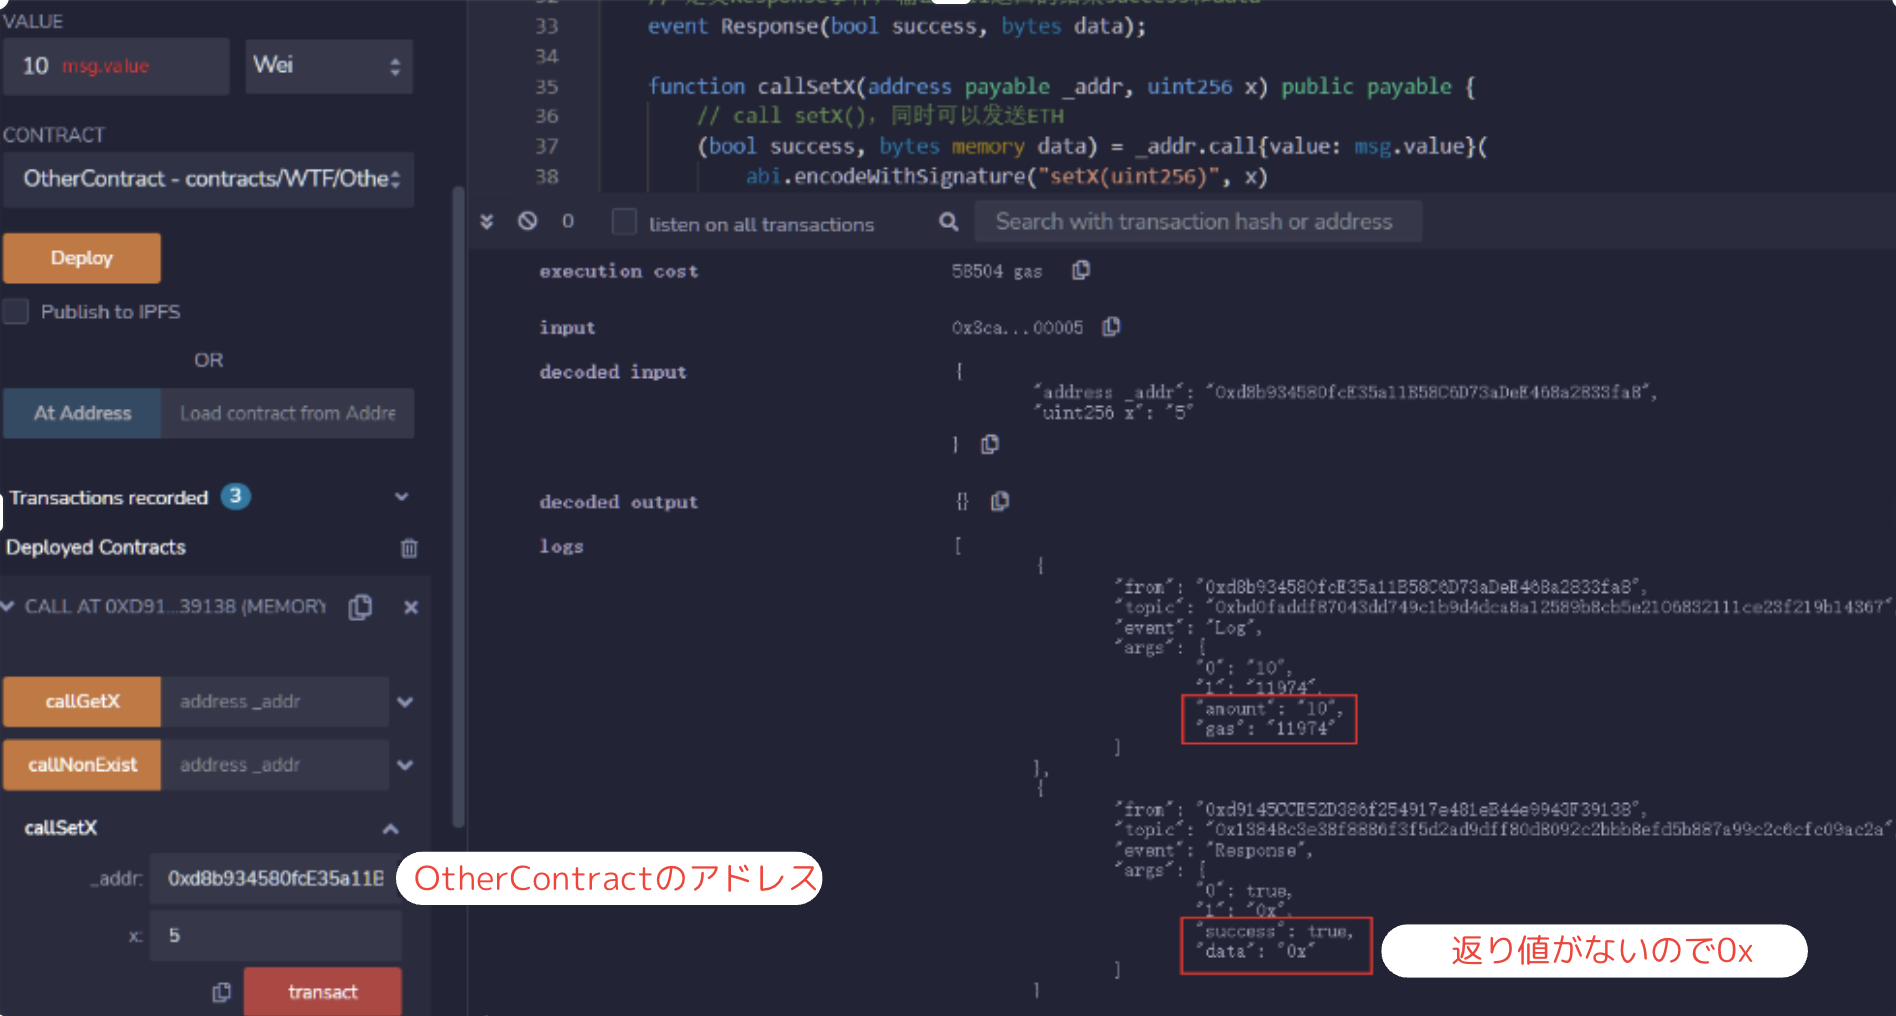 VALUE
10 msg.value
Wei
CONTRACT
OtherContract - contracts/WTF/Othe
Deploy
Publish to IPFS
OR
At Address
Load contract from Addre
Transactions recorded 3
Deployed Contracts
CALL AT 0XD91...39138 (MEMORY
callGetX
address _addr
callNonExist
address _addr
callSetX
_addr:
0xd8b934580fcE35a11B
OtherContractのアドレス
x:
5
transact
33 event Response(bool success, bytes data);
34
35 function callSetX(address payable _addr, uint256 x) public payable {
36 // call setX(), 同时可以发送ETH
37 (bool success, bytes memory data) = _addr.call{value: msg.value}(
38 abi.encodeWithSignature("setX(uint256)", x)
0
listen on all transactions
Search with transaction hash or address
execution cost
58504 gas
input
0x3ca...00005
decoded input
{
"address _addr": "0xd8b934580fcE35a11B58C6D73aDeE468a2833fa8",
"uint256 x": "5"
}
decoded output
{}
logs
[
{
"from": "0xd8b934580fcE35a11B58C6D73aDeE468a2833fa8",
"topic": "0xbd0faddf87043dd749c1b9d4dca8a12589b8cb5e2106832111ce23f219b14367"
"event": "Log",
"args": {
"0": "10",
"1": "11974",
"amount": "10",
"gas": "11974"
}
},
{
"from": "0xd9145CCE52D386f254917e481eB44e9943F39138",
"topic": "0x13848c3e38f8886f3f5d2ad9dff80d8092c2bbb8efd5b887a99c2c6cfc09ac2a"
"event": "Response",
"args": {
"0": true,
"1": "0x",
"success": true,
"data": "0x"
返り値がないので0x
}
]